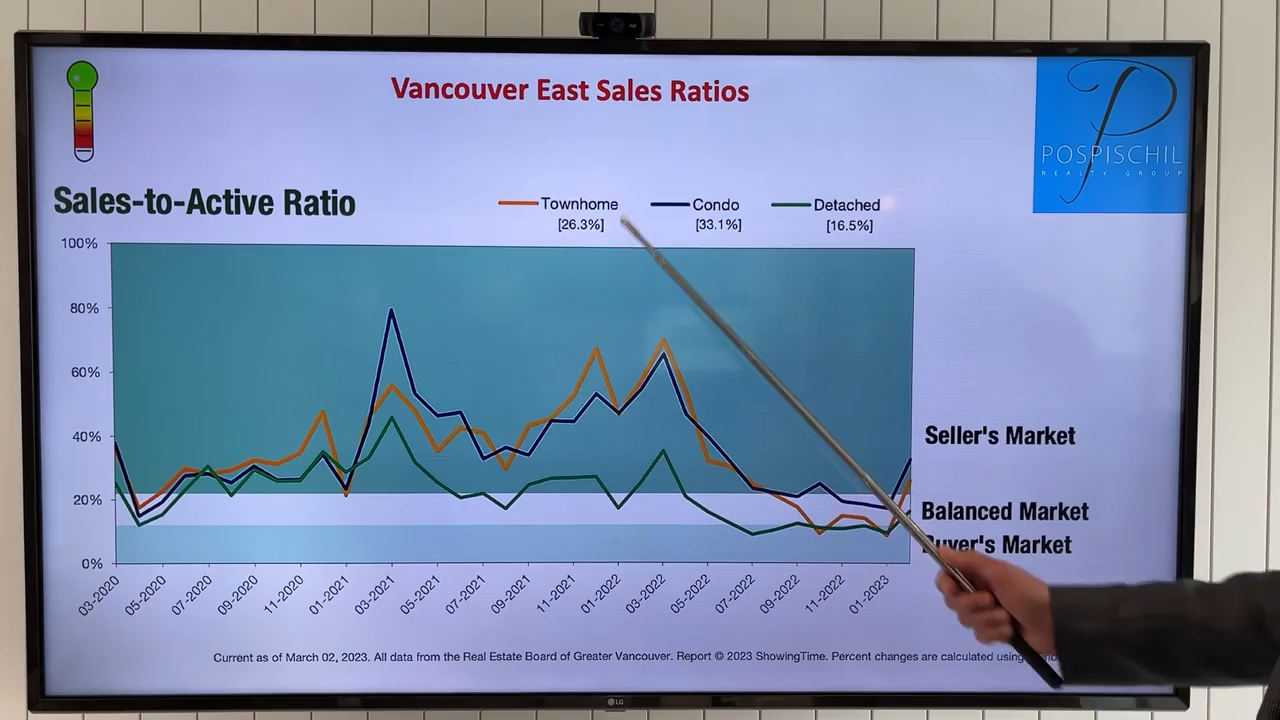 Vancouver East Sales Ratios
POSPISCHIL
REALTY GROUP
Sales-to-Active Ratio
Townhome Condo Detached
[26.3%] [33.1%] [16.5%]
100%
80%
60%
40%
20%
0%
Seller's Market
Balanced Market
Buyer's Market
03-2020 05-2020 07-2020 09-2020 11-2020 01-2021 03-2021 05-2021 07-2021 09-2021 11-2021 01-2022 03-2022 05-2022 07-2022 09-2022 11-2022 01-2023
Current as of March 02, 2023. All data from the Real Estate Board of Greater Vancouver. Report © 2023 ShowingTime. Percent changes are calculated using
LG